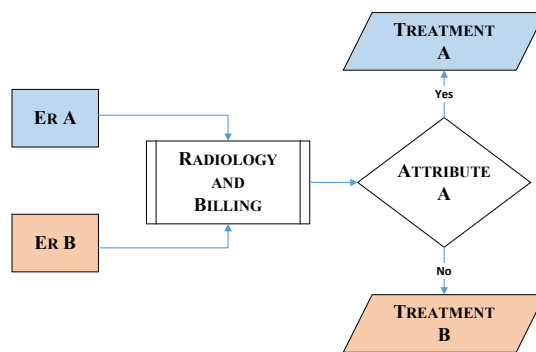 TREATMENT
A
Yes
ER A
RADIOLOGY
AND
BILLING
ATTRIBUTE
A
ER B
No
TREATMENT
B